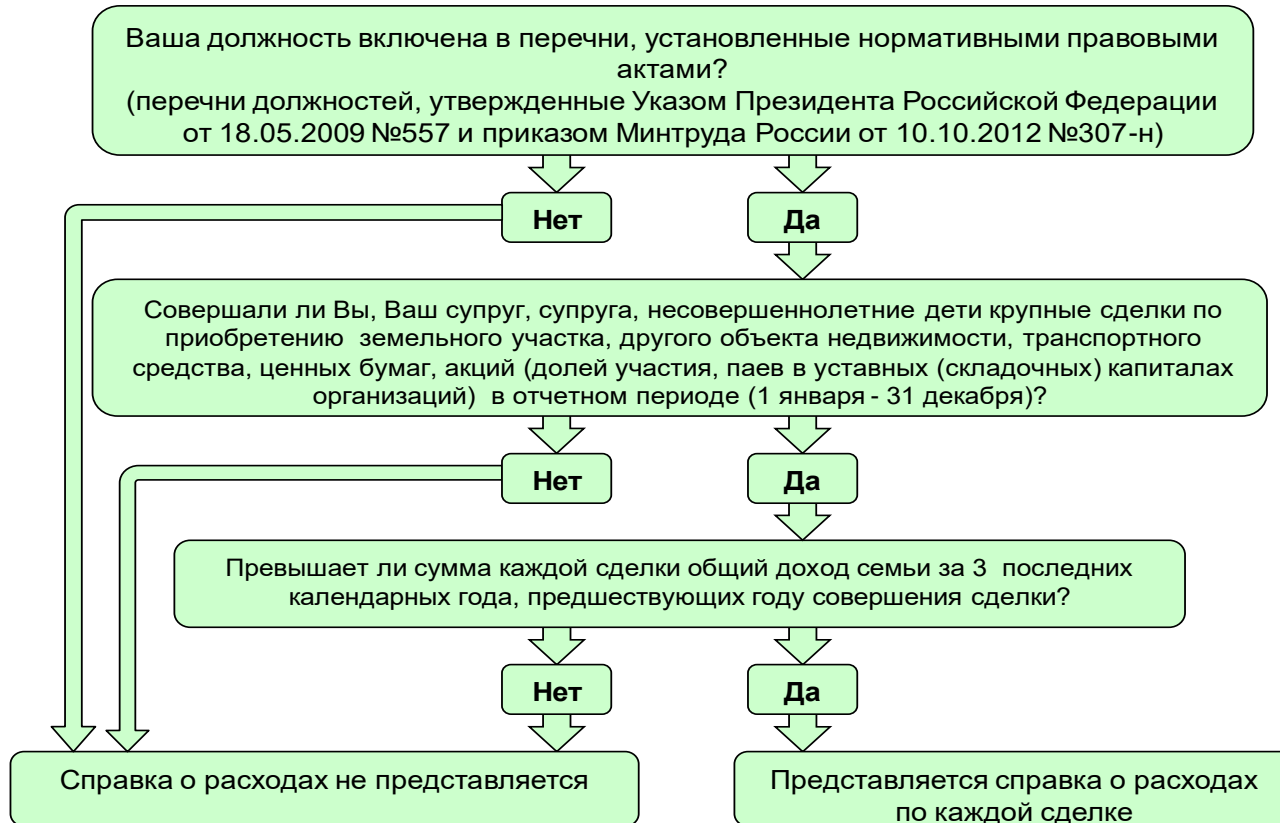 Ваша должность включена в перечни, установленные нормативными правовыми
актами?
(перечни должностей, утвержденные Указом Президента Российской Федерации
от 18.05.2009 №557 и приказом Минтруда России от 10.10.2012 №307-н)
Нет
Да
Совершали ли Вы, Ваш супруг, супруга, несовершеннолетние дети крупные сделки по
приобретению земельного участка, другого объекта недвижимости, транспортного
средства, ценных бумаг, акций (долей участия, паев в уставных (складочных) капиталах
организаций) в отчетном периоде (1 января - 31 декабря)?
Нет
Да
Превышает ли сумма каждой сделки общий доход семьи за 3 последних
календарных года, предшествующих году совершения сделки?
Нет
Да
Справка о расходах не представляется
Представляется справка о расходах
по каждой сделке